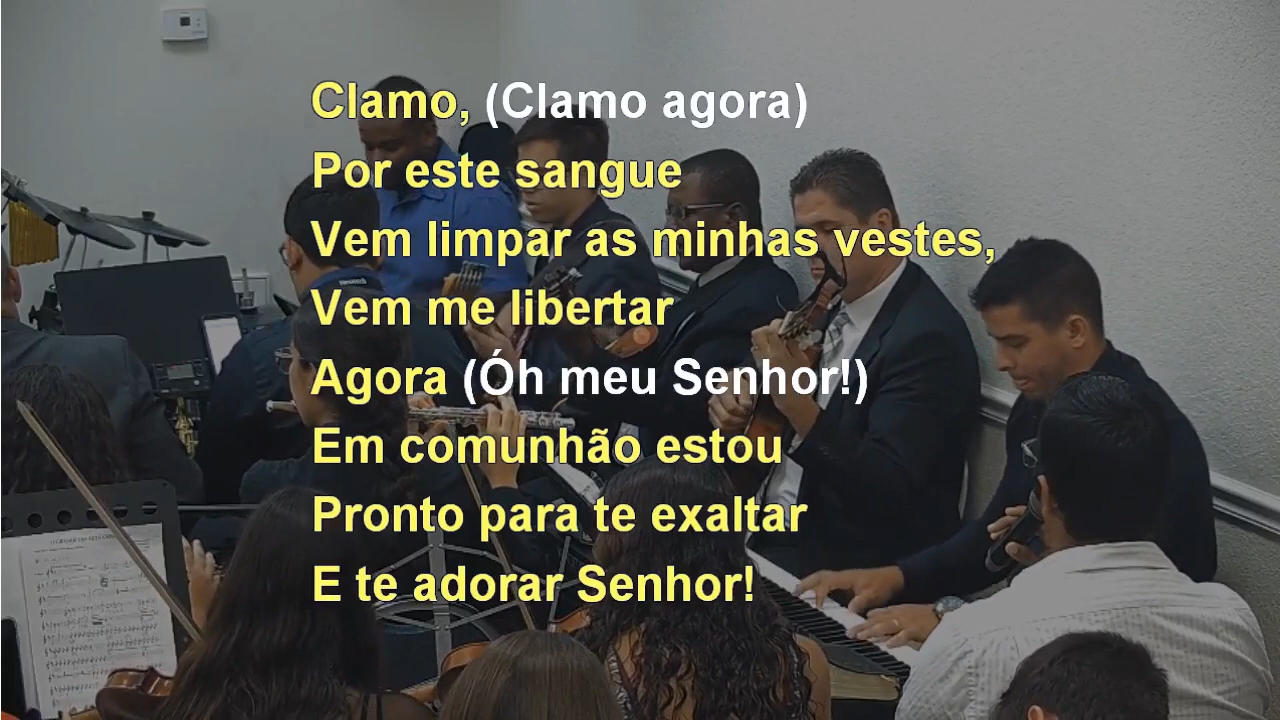 Clamo, (Clamo agora)
Por este sangue
Vem limpar as minhas vestes,
Vem me libertar
Agora (Óh meu Senhor!)
Em comunhão estou
Pronto para te exaltar
E te adorar Senhor!